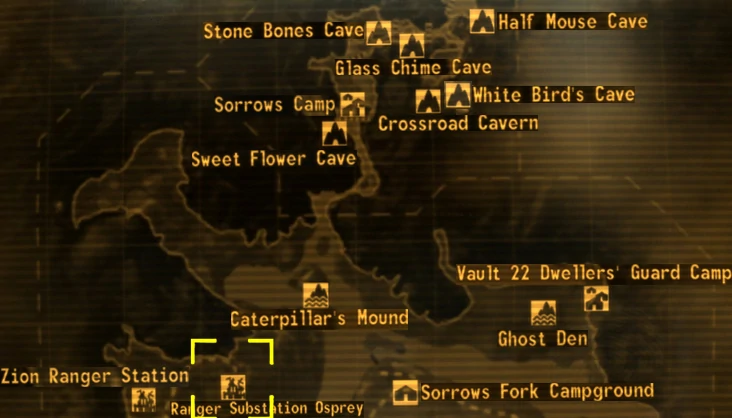 Stone Bones Cave
Half Mouse Cave
Glass Chime Cave
Sorrows Camp
White Bird's Cave
Crossroad Cavern
Sweet Flower Cave
Vault 22 Dwellers' Guard Camp
Caterpillar's Mound
Ghost Den
Zion Ranger Station
Sorrows Fork Campground
Ranger Substation Osprey